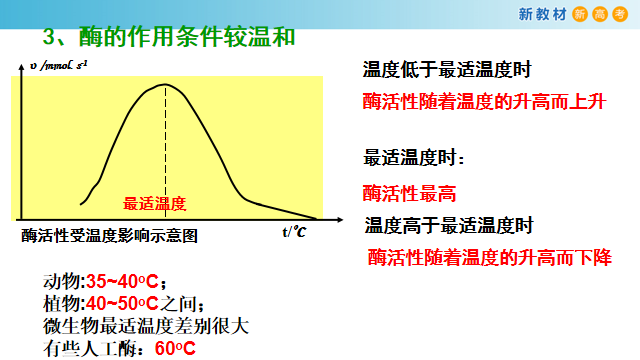 新教材 新 高 考
3、酶的作用条件较温和
υ /mmol. s-1
温度低于最适温度时
酶活性随着温度的升高而上升
最适温度时：
酶活性最高
最适温度
温度高于最适温度时
t/℃
酶活性受温度影响示意图
酶活性随着温度的升高而下降
动物:35~40oC；
植物:40~50oC之间；
微生物最适温度差别很大
有些人工酶：60oC